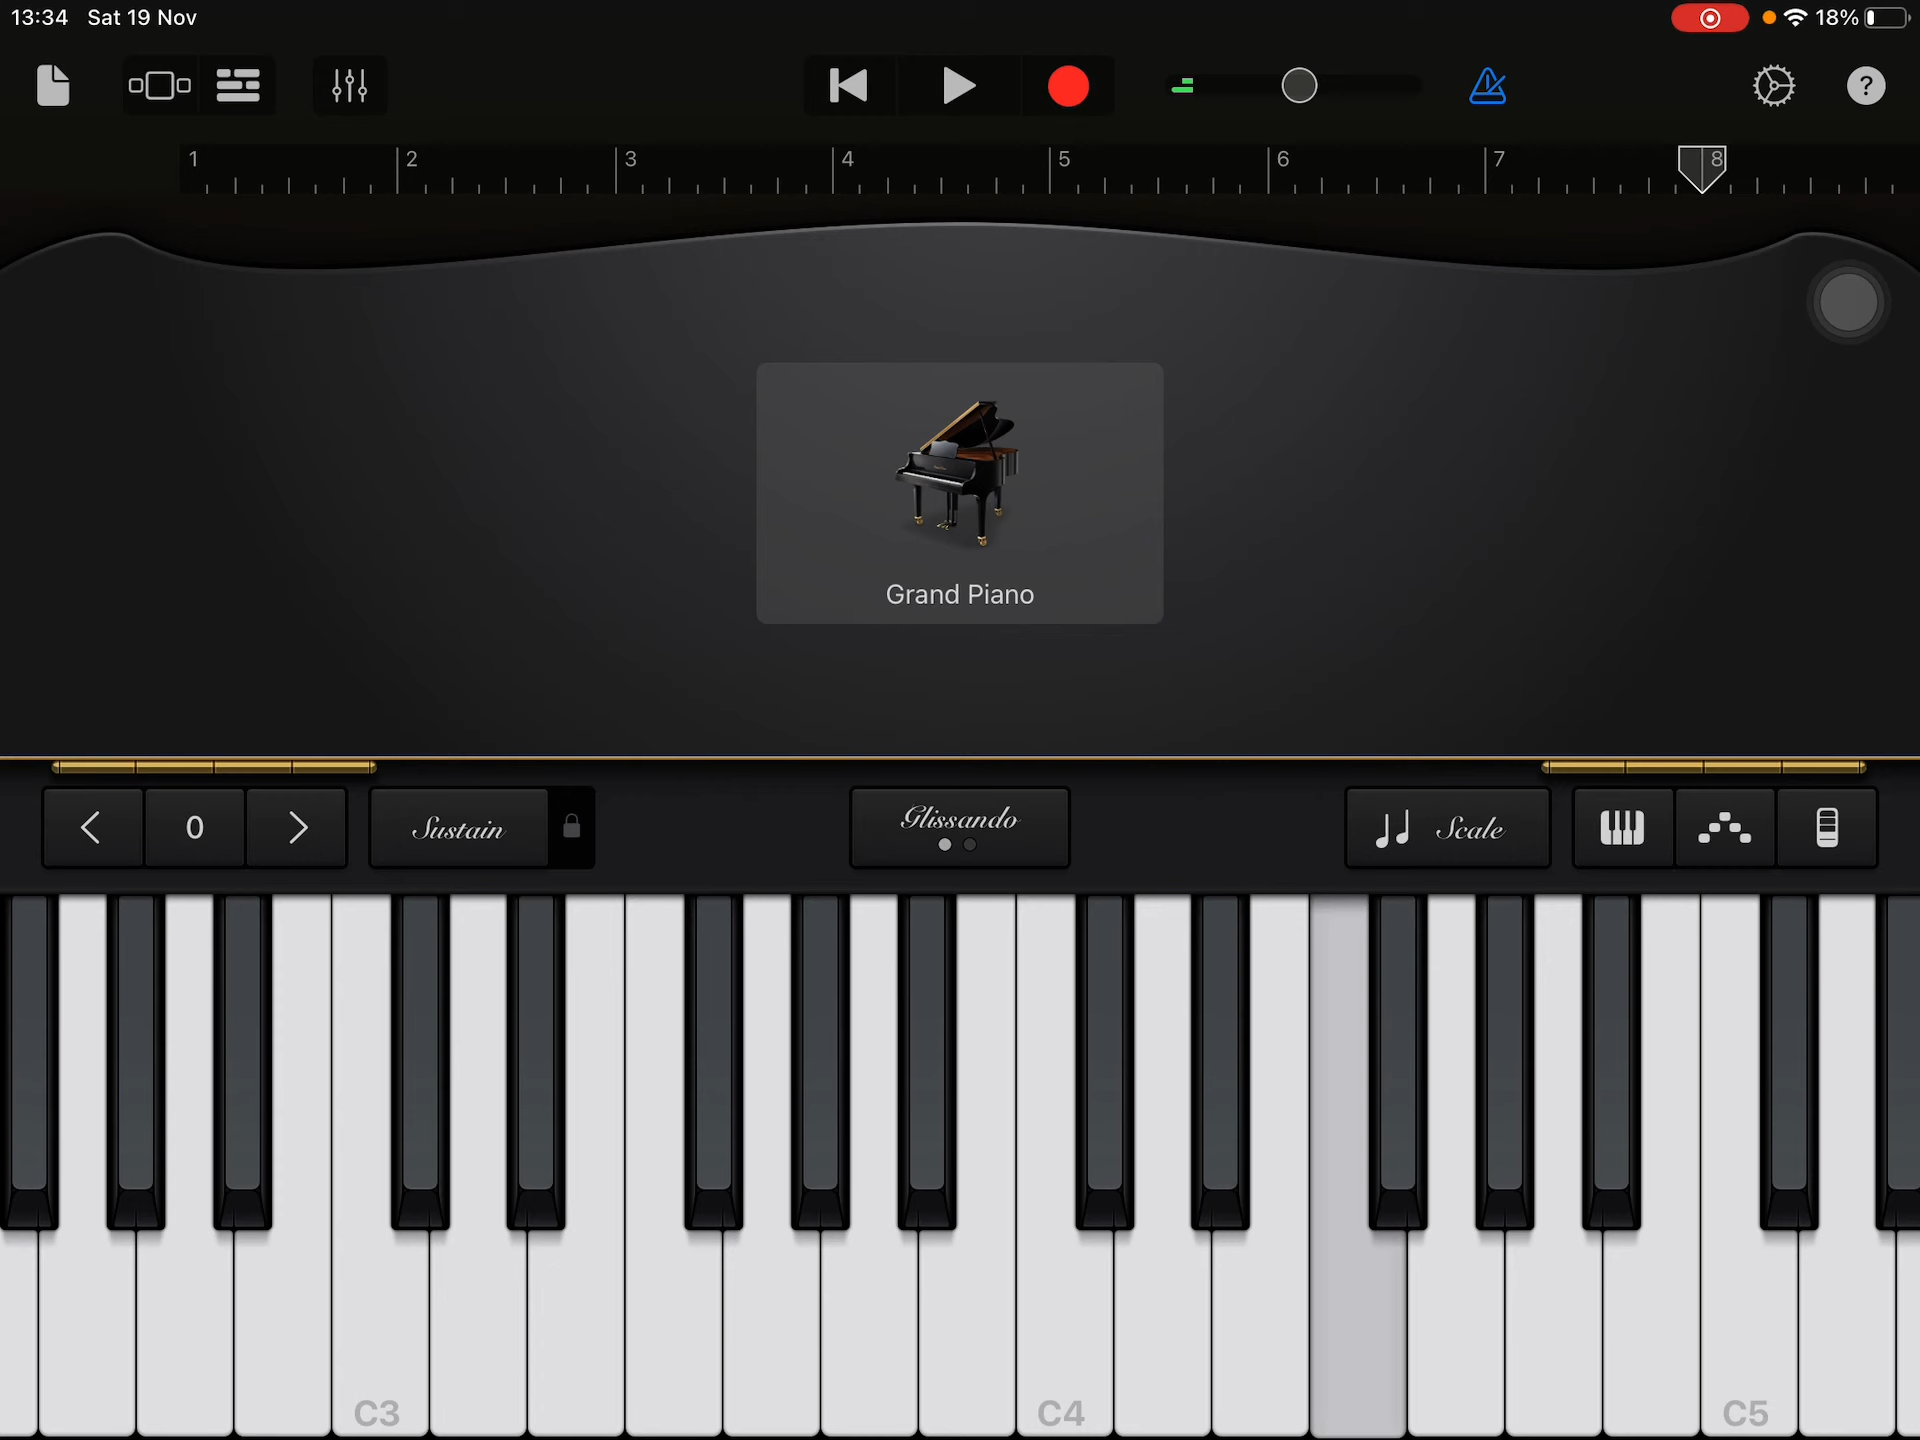 13:34 Sat 19 Nov
18%
?
1 2 3 4 5 6 7 8
Grand Piano
0
Sustain
Glissando
Scale
C3
C4
C5